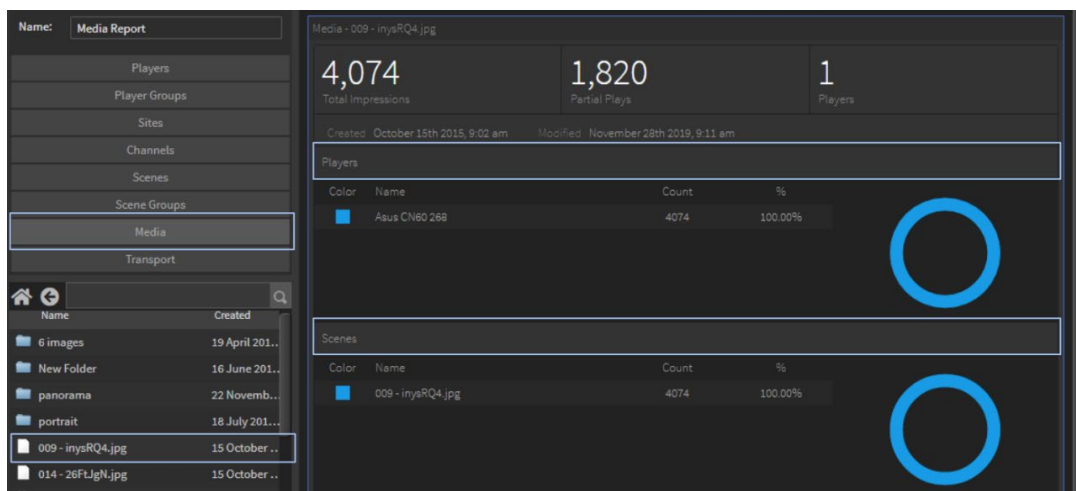 Name: Media Report
Players
Player Groups
Sites
Channels
Scenes
Scene Groups
Media
Transport
Name Created
6 images 19 April 201..
New Folder 16 June 201..
panorama 22 Novemb...
portrait 18 July 201...
009 - inysRQ4.jpg 15 October ..
014 - 26FtJgN.jpg 15 October ..
Media - 009 - inysRQ4.jpg
4,074 1,820 1
Total Impressions Partial Plays Players
Created October 15th 2015, 9:02 am Modified November 28th 2019, 9:11 am
Players
Color Name Count %
Asus CN60 268 4074 100.00%
Scenes
Color Name Count %
009 - inysRQ4.jpg 4074 100.00%